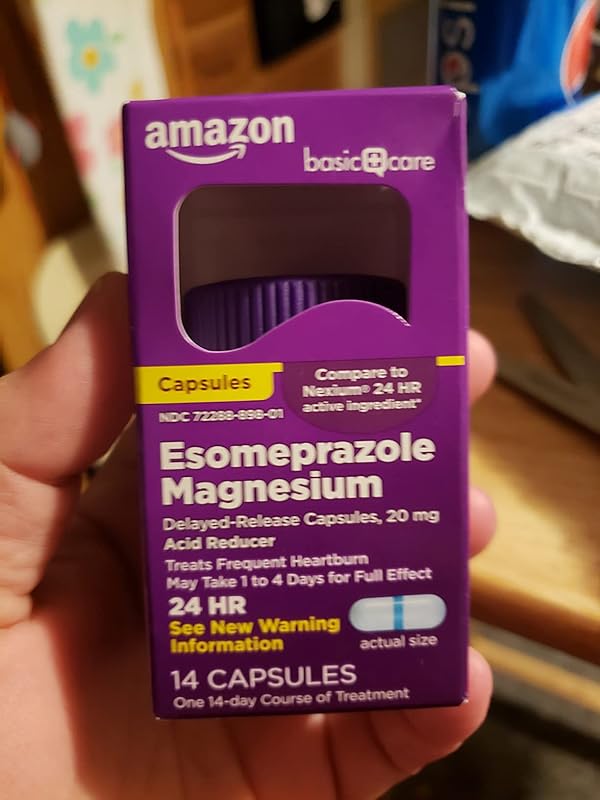 amazon
basic care
Capsules
Compare to
Nexium® 24 HR
active ingredient*
NDC 72288-898-01
Esomeprazole
Magnesium
Delayed-Release Capsules, 20 mg
Acid Reducer
Treats Frequent Heartburn
May Take 1 to 4 Days for Full Effect
24 HR
See New Warning
Information
actual size
14 CAPSULES
One 14-day Course of Treatment